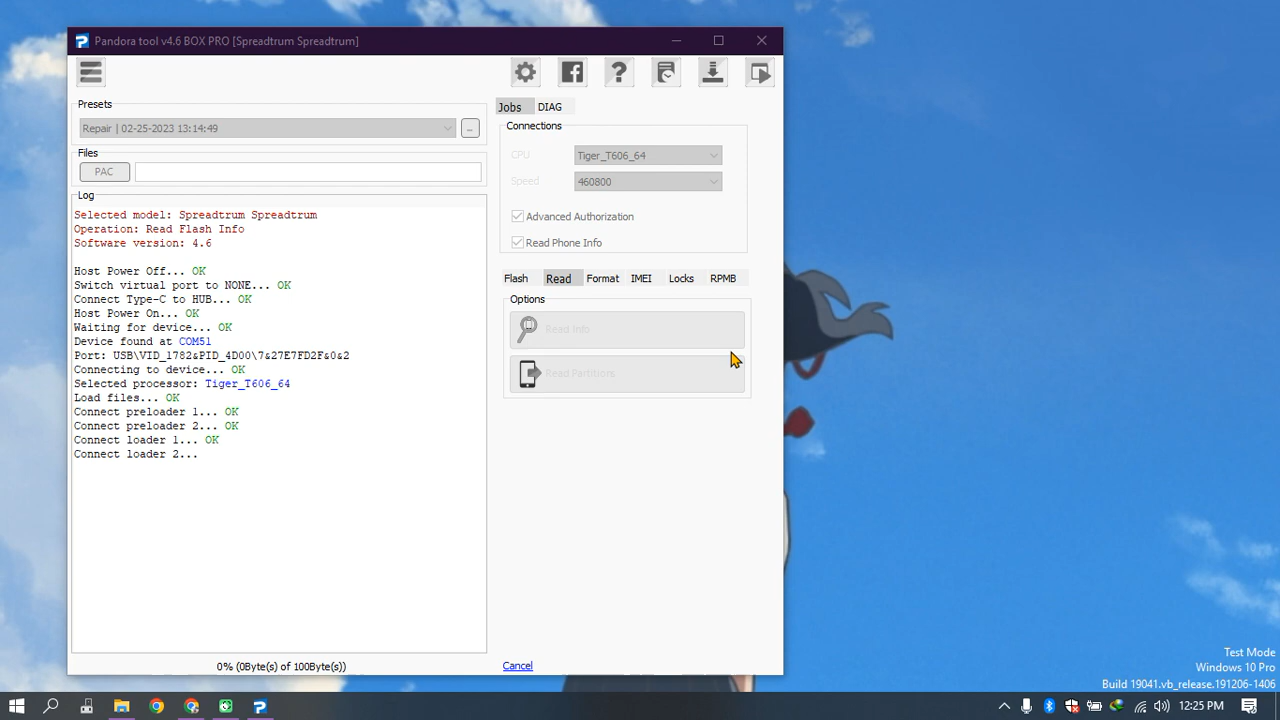 Pandora tool v4.6 BOX PRO [Spreadtrum Spreadtrum]
Presets
Repair | 02-25-2023 13:14:49
...
Files
PAC
Log
Selected model: Spreadtrum Spreadtrum
Operation: Read Flash Info
Software version: 4.6
Host Power Off... OK
Switch virtual port to NONE... OK
Connect Type-C to HUB... OK
Host Power On... OK
Waiting for device... OK
Device found at COM51
Port: USB\VID_1782&PID_4D00\7&27E7FD2F&0&2
Connecting to device... OK
Selected processor: Tiger_T606_64
Load files... OK
Connect preloader 1... OK
Connect preloader 2... OK
Connect loader 1... OK
Connect loader 2...
0% (0Byte(s) of 100Byte(s))
Jobs DIAG
Connections
CPU Tiger_T606_64
Speed 460800
Advanced Authorization
Read Phone Info
Flash Read Format IMEI Locks RPMB
Options
Read Info
Read Partitions
Cancel
Test Mode
Windows 10 Pro
Build 19041.vb_release.191206-1406
12:25 PM